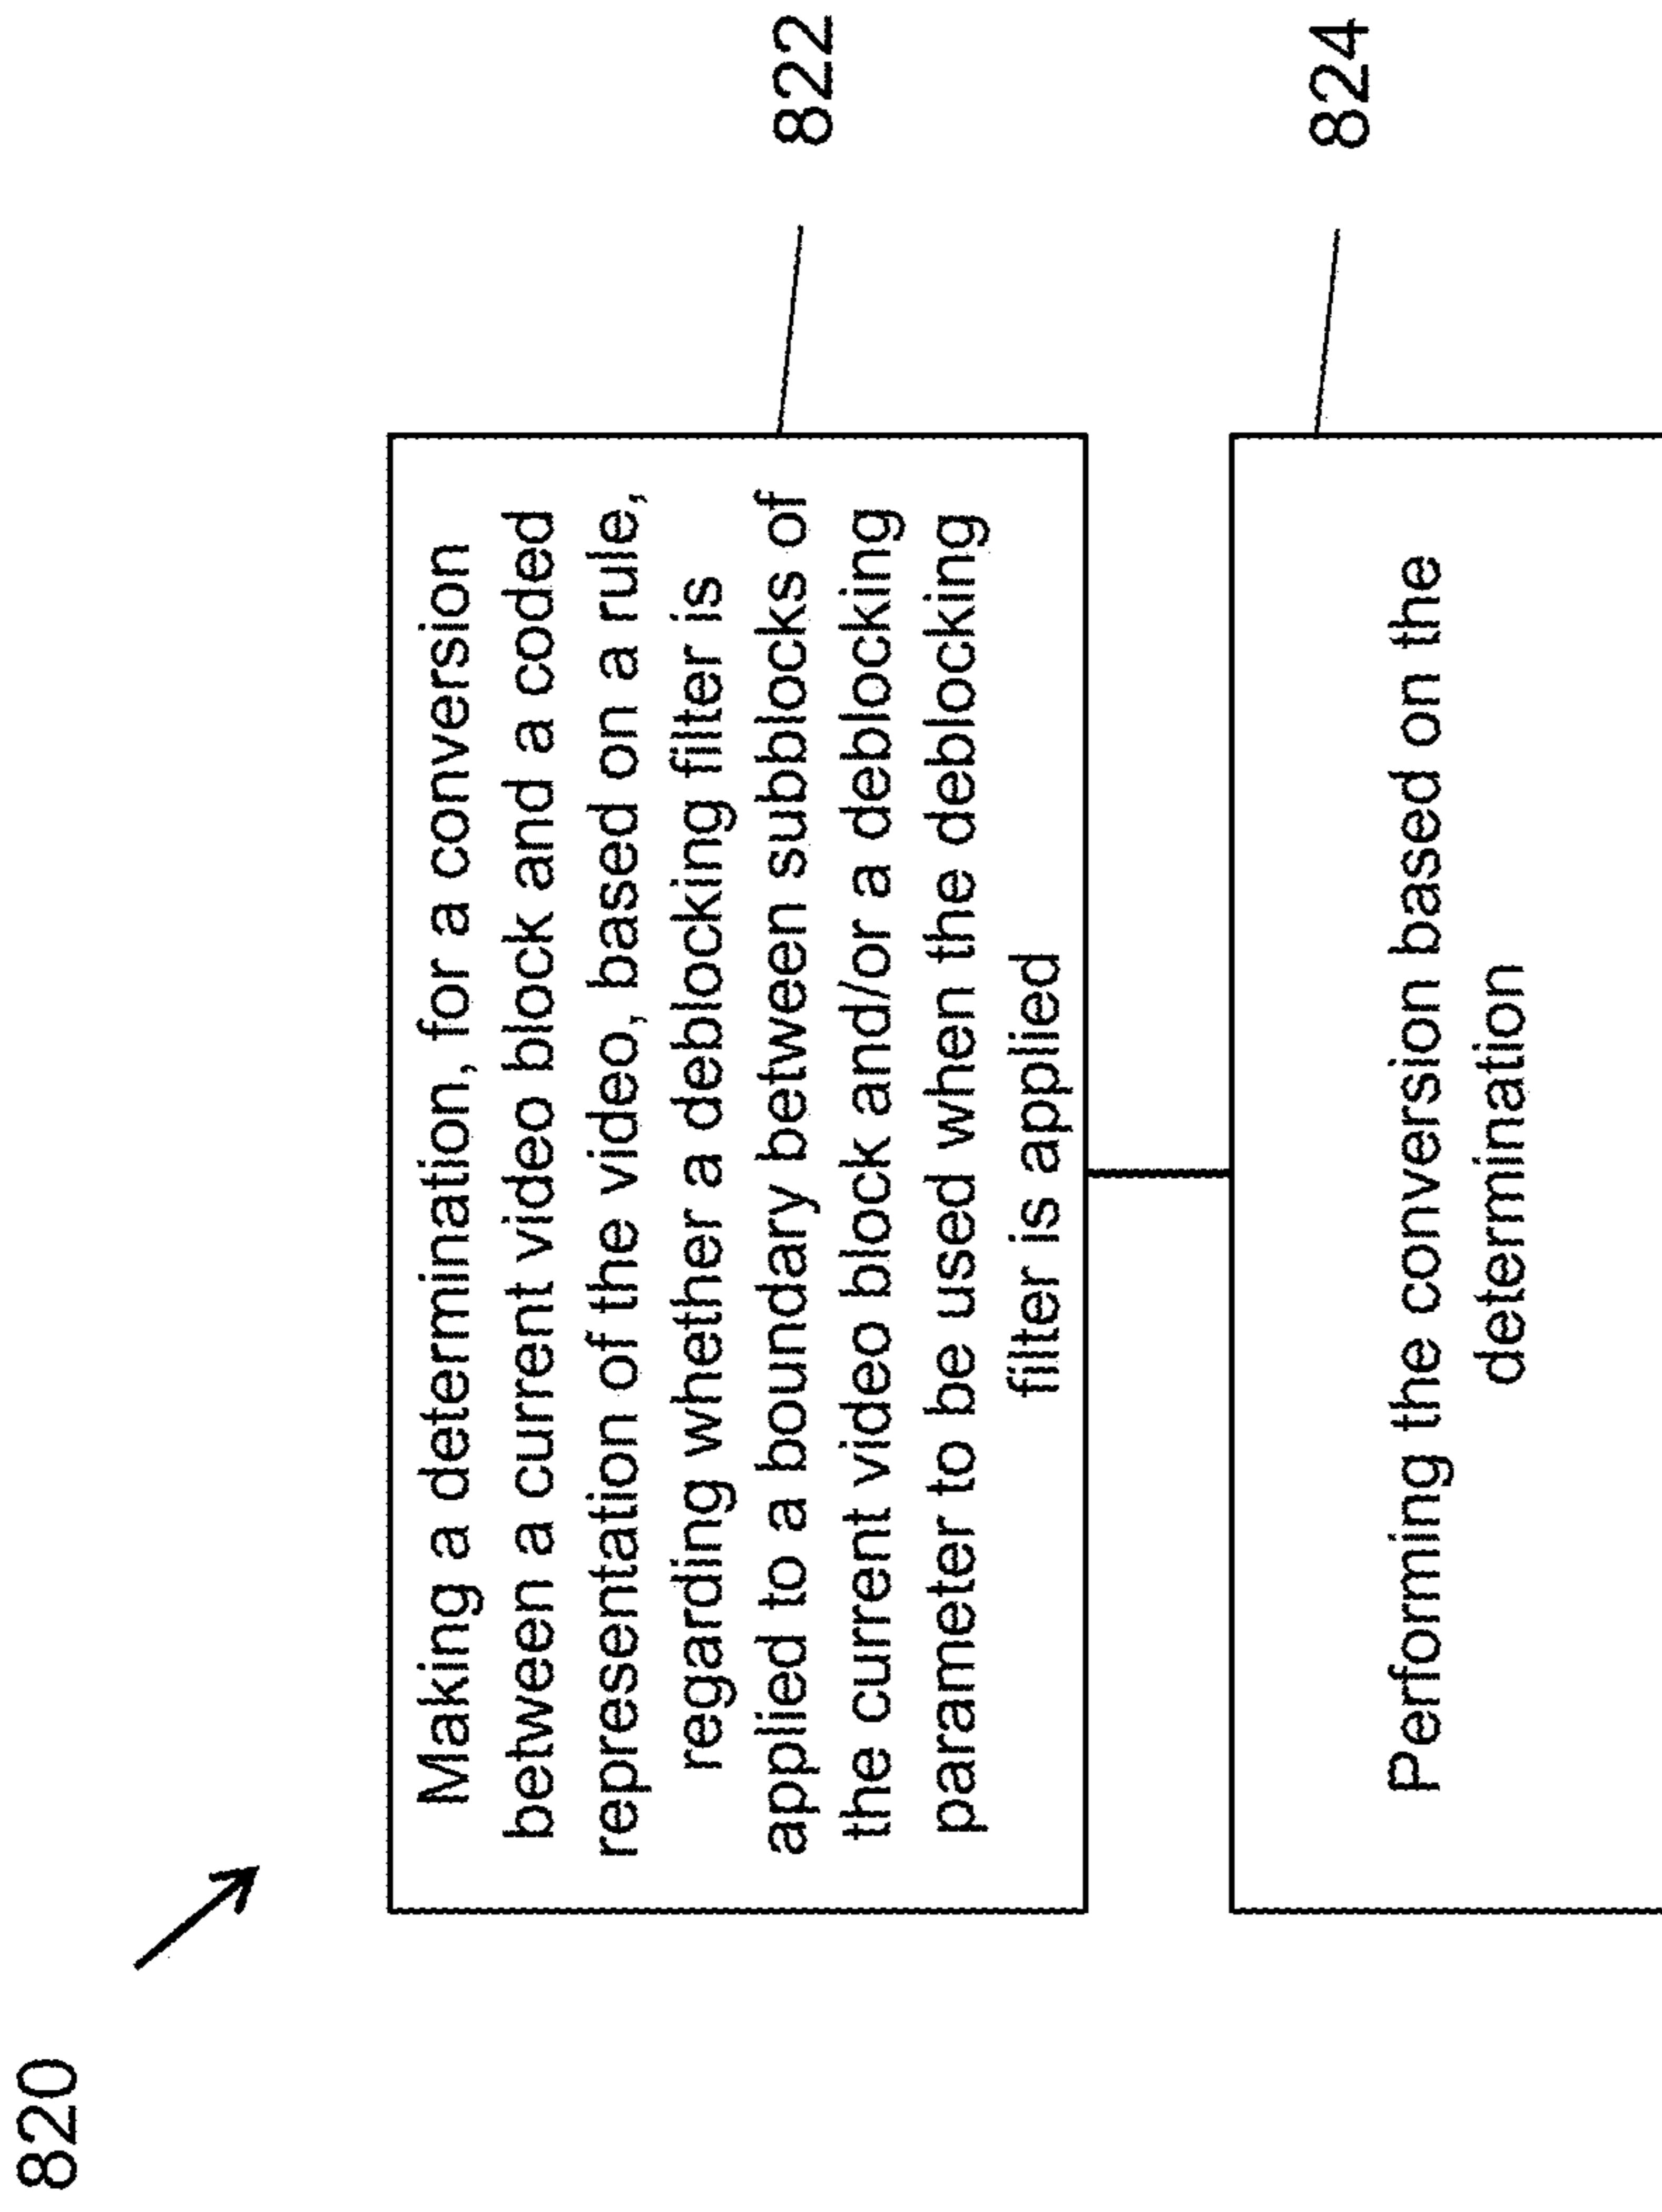 820
Making a determination, for a conversion
between a current video block and a coded
representation of the video, based on a rule,
regarding whether a deblocking filter is
applied to a boundary between subblocks of
the current video block and/or a deblocking
parameter to be used when the deblocking
filter is applied
822
Performing the conversion based on the
determination
824